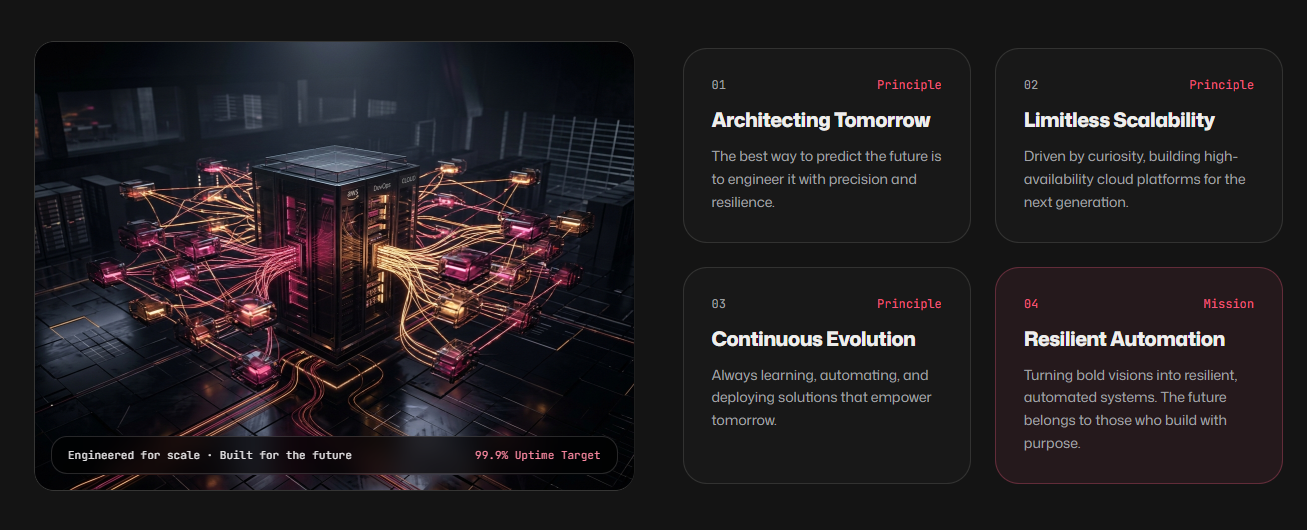 aws
DevOps
CLOUD
Engineered for scale · Built for the future
99.9% Uptime Target
01
Principle
Architecting Tomorrow
The best way to predict the future is
to engineer it with precision and
resilience.
02
Principle
Limitless Scalability
Driven by curiosity, building high-
availability cloud platforms for the
next generation.
03
Principle
Continuous Evolution
Always learning, automating, and
deploying solutions that empower
tomorrow.
04
Mission
Resilient Automation
Turning bold visions into resilient,
automated systems. The future
belongs to those who build with
purpose.